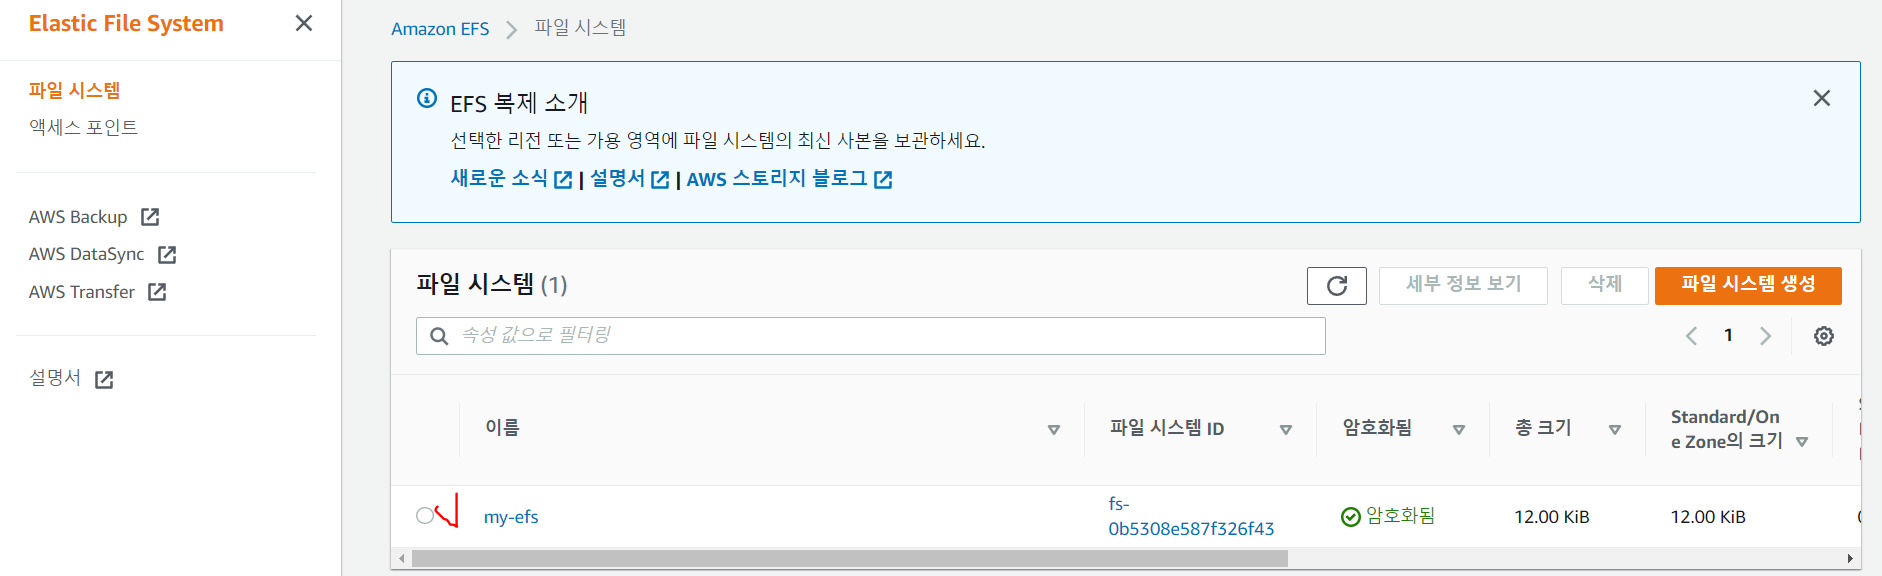 Elastic File System
파일 시스템
액세스 포인트
AWS Backup
AWS DataSync
AWS Transfer
설명서
Amazon EFS
파일 시스템
EFS 복제 소개
선택한 리전 또는 가용 영역에 파일 시스템의 최신 사본을 보관하세요.
새로운 소식 | 설명서 | AWS 스토리지 블로그
파일 시스템 (1)
세부 정보 보기
삭제
파일 시스템 생성
속성 값으로 필터링
1
이름
파일 시스템 ID
암호화됨
총 크기
Standard/On
e Zone의 크기
my-efs
fs-
0b5308e587f326f43
암호화됨
12.00 KiB
12.00 KiB